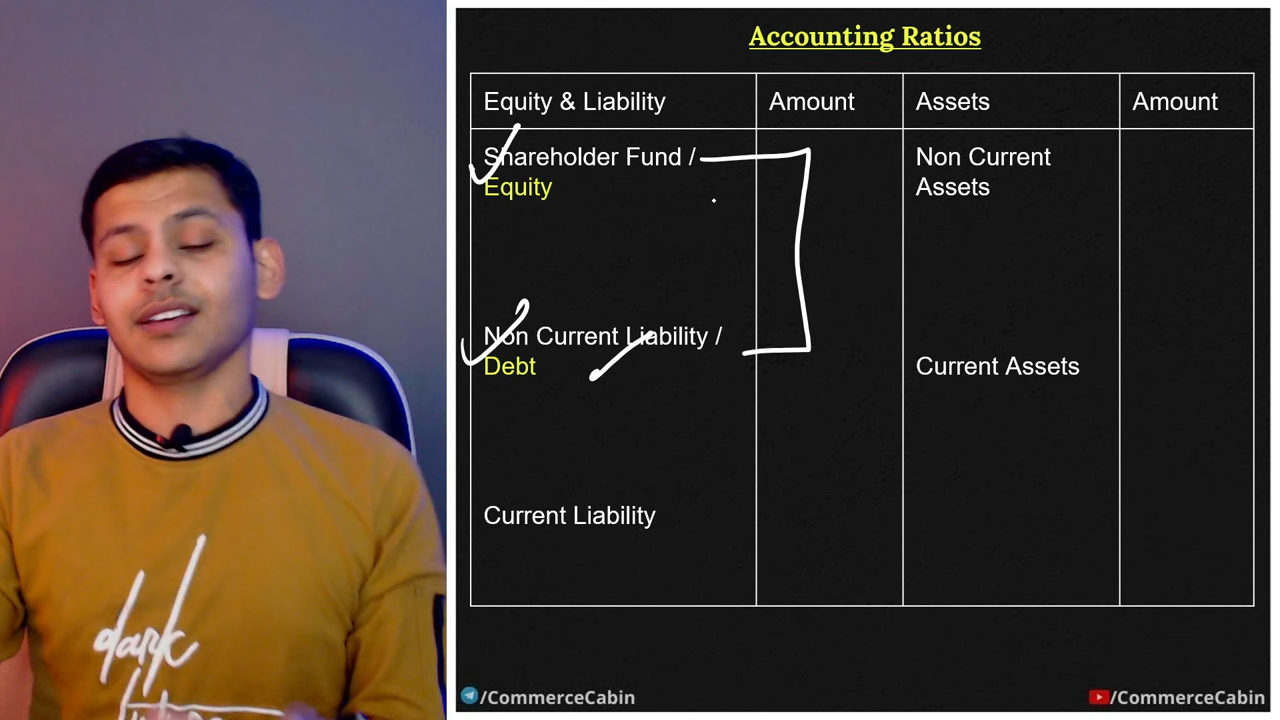 Accounting Ratios
Equity & Liability Amount Assets Amount
Shareholder Fund /
Equity
Non Current
Assets
Non Current Liability /
Debt
Current Assets
Current Liability
dark
/CommerceCabin
/CommerceCabin